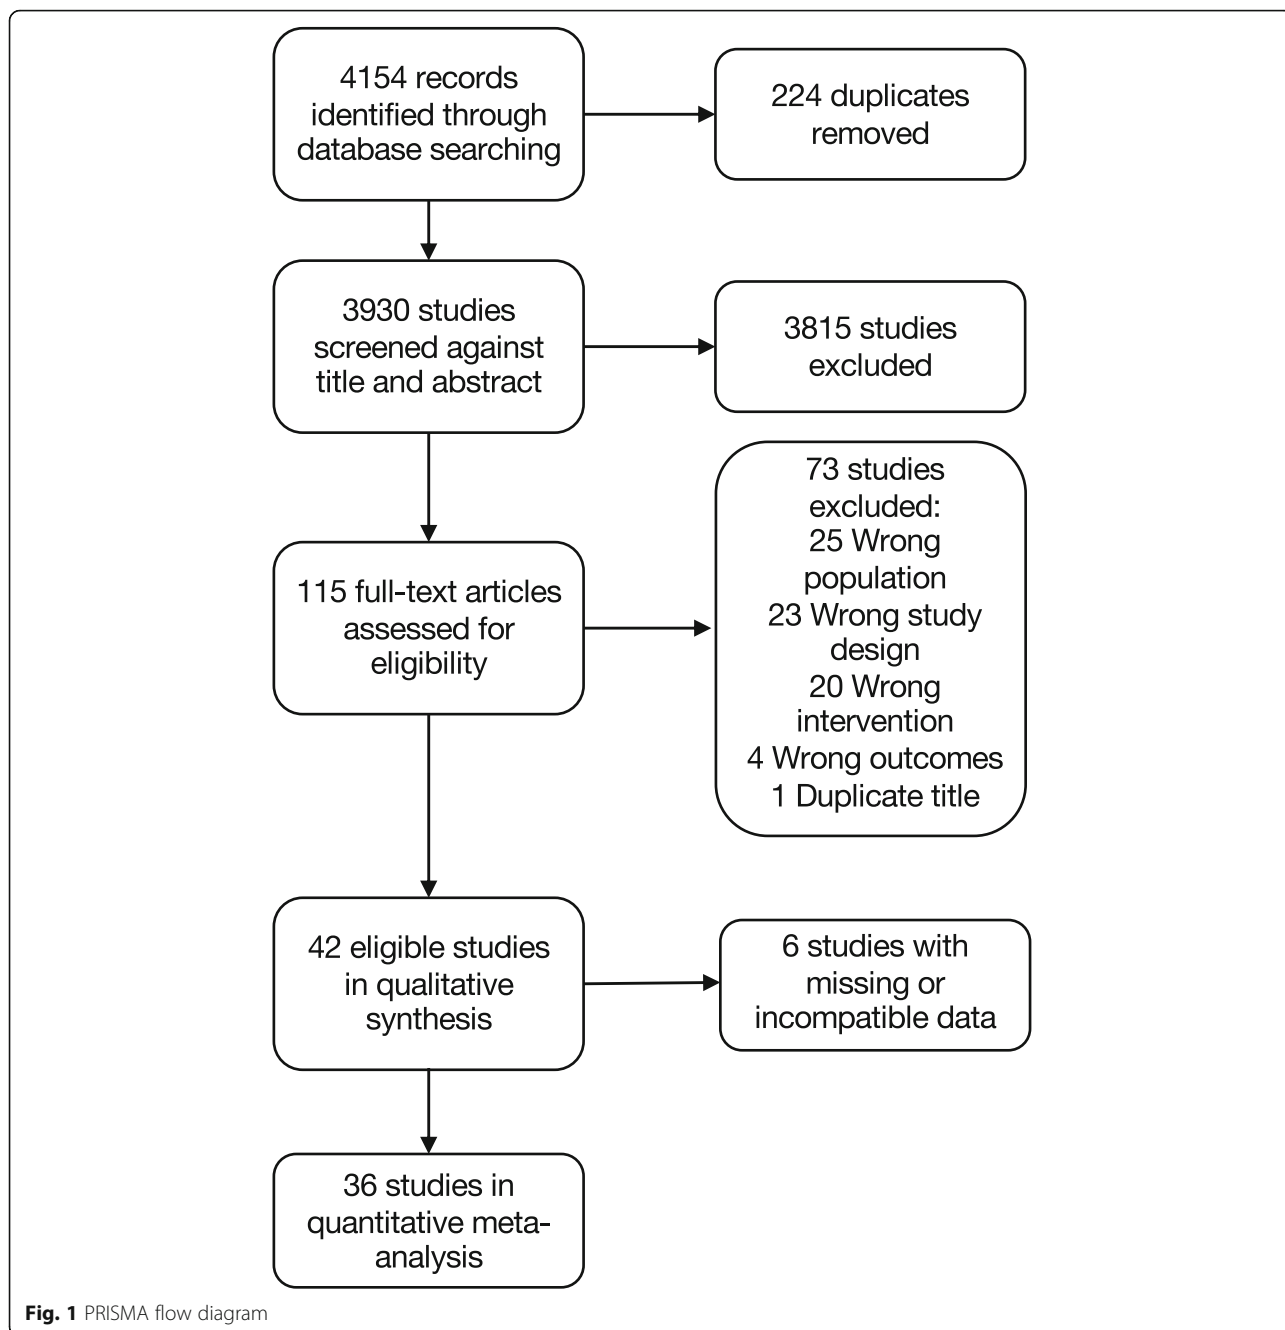 4154 records
identified through
database searching
224 duplicates
removed
3930 studies
screened against
title and abstract
3815 studies
excluded
115 full-text articles
assessed for
eligibility
73 studies
excluded:
25 Wrong
population
23 Wrong study
design
20 Wrong
intervention
4 Wrong outcomes
1 Duplicate title
42 eligible studies
in qualitative
synthesis
6 studies with
missing or
incompatible data
36 studies in
quantitative meta-
analysis
Fig. 1 PRISMA flow diagram